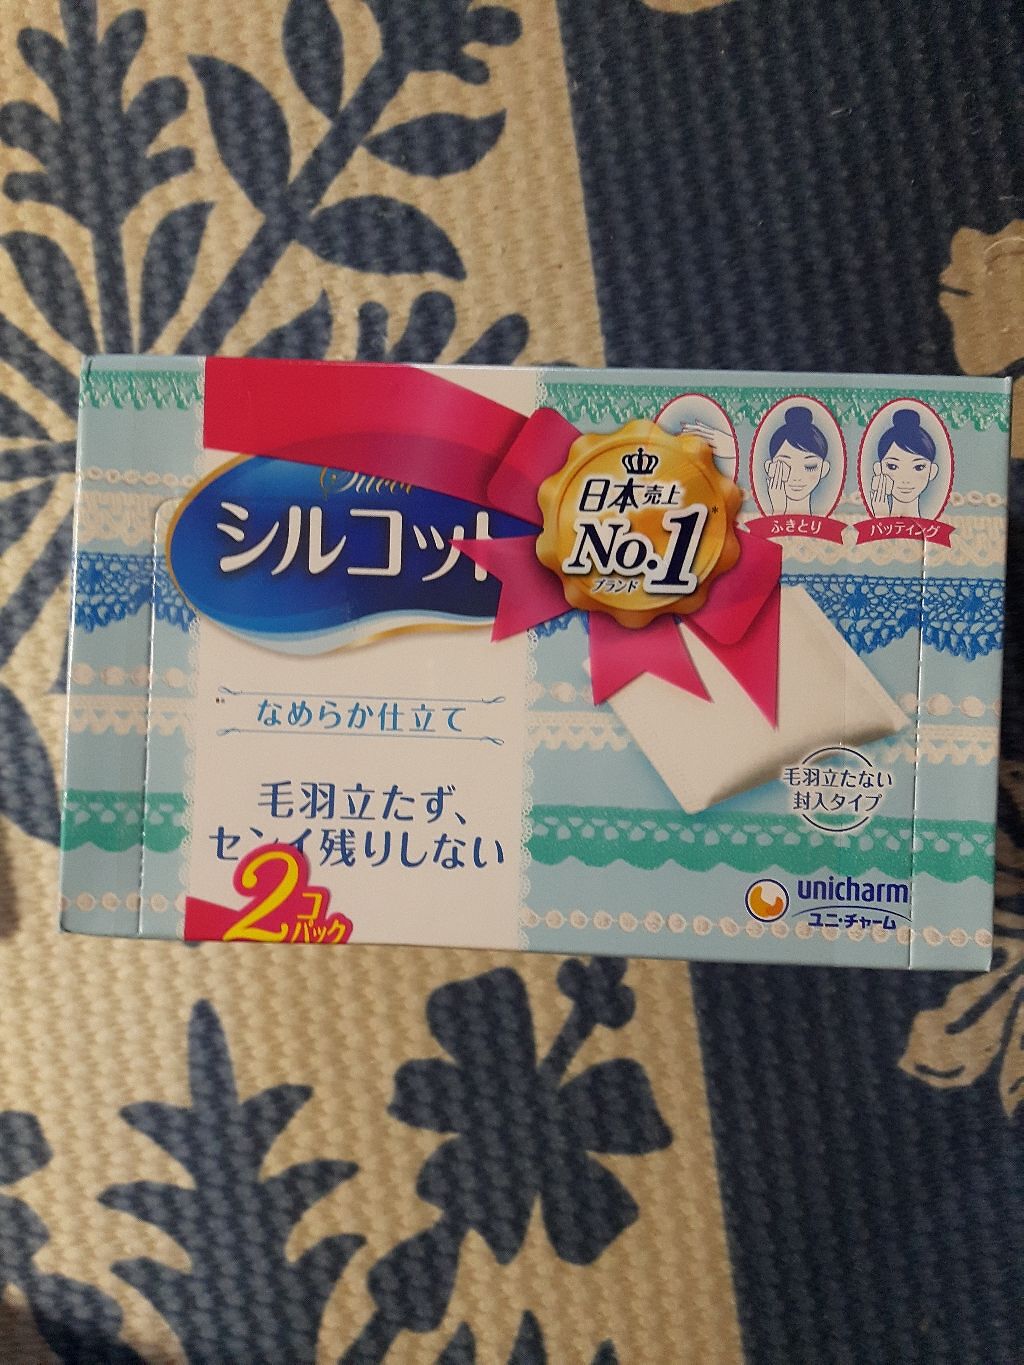 シルコット
日本売上
No.1*
ブランド
ふきとり
パッティング
なめらか仕立て
毛羽立たず、
センイ残りしない
毛羽立たない
封入タイプ
2コ
パック
unicharm
ユニ・チャーム